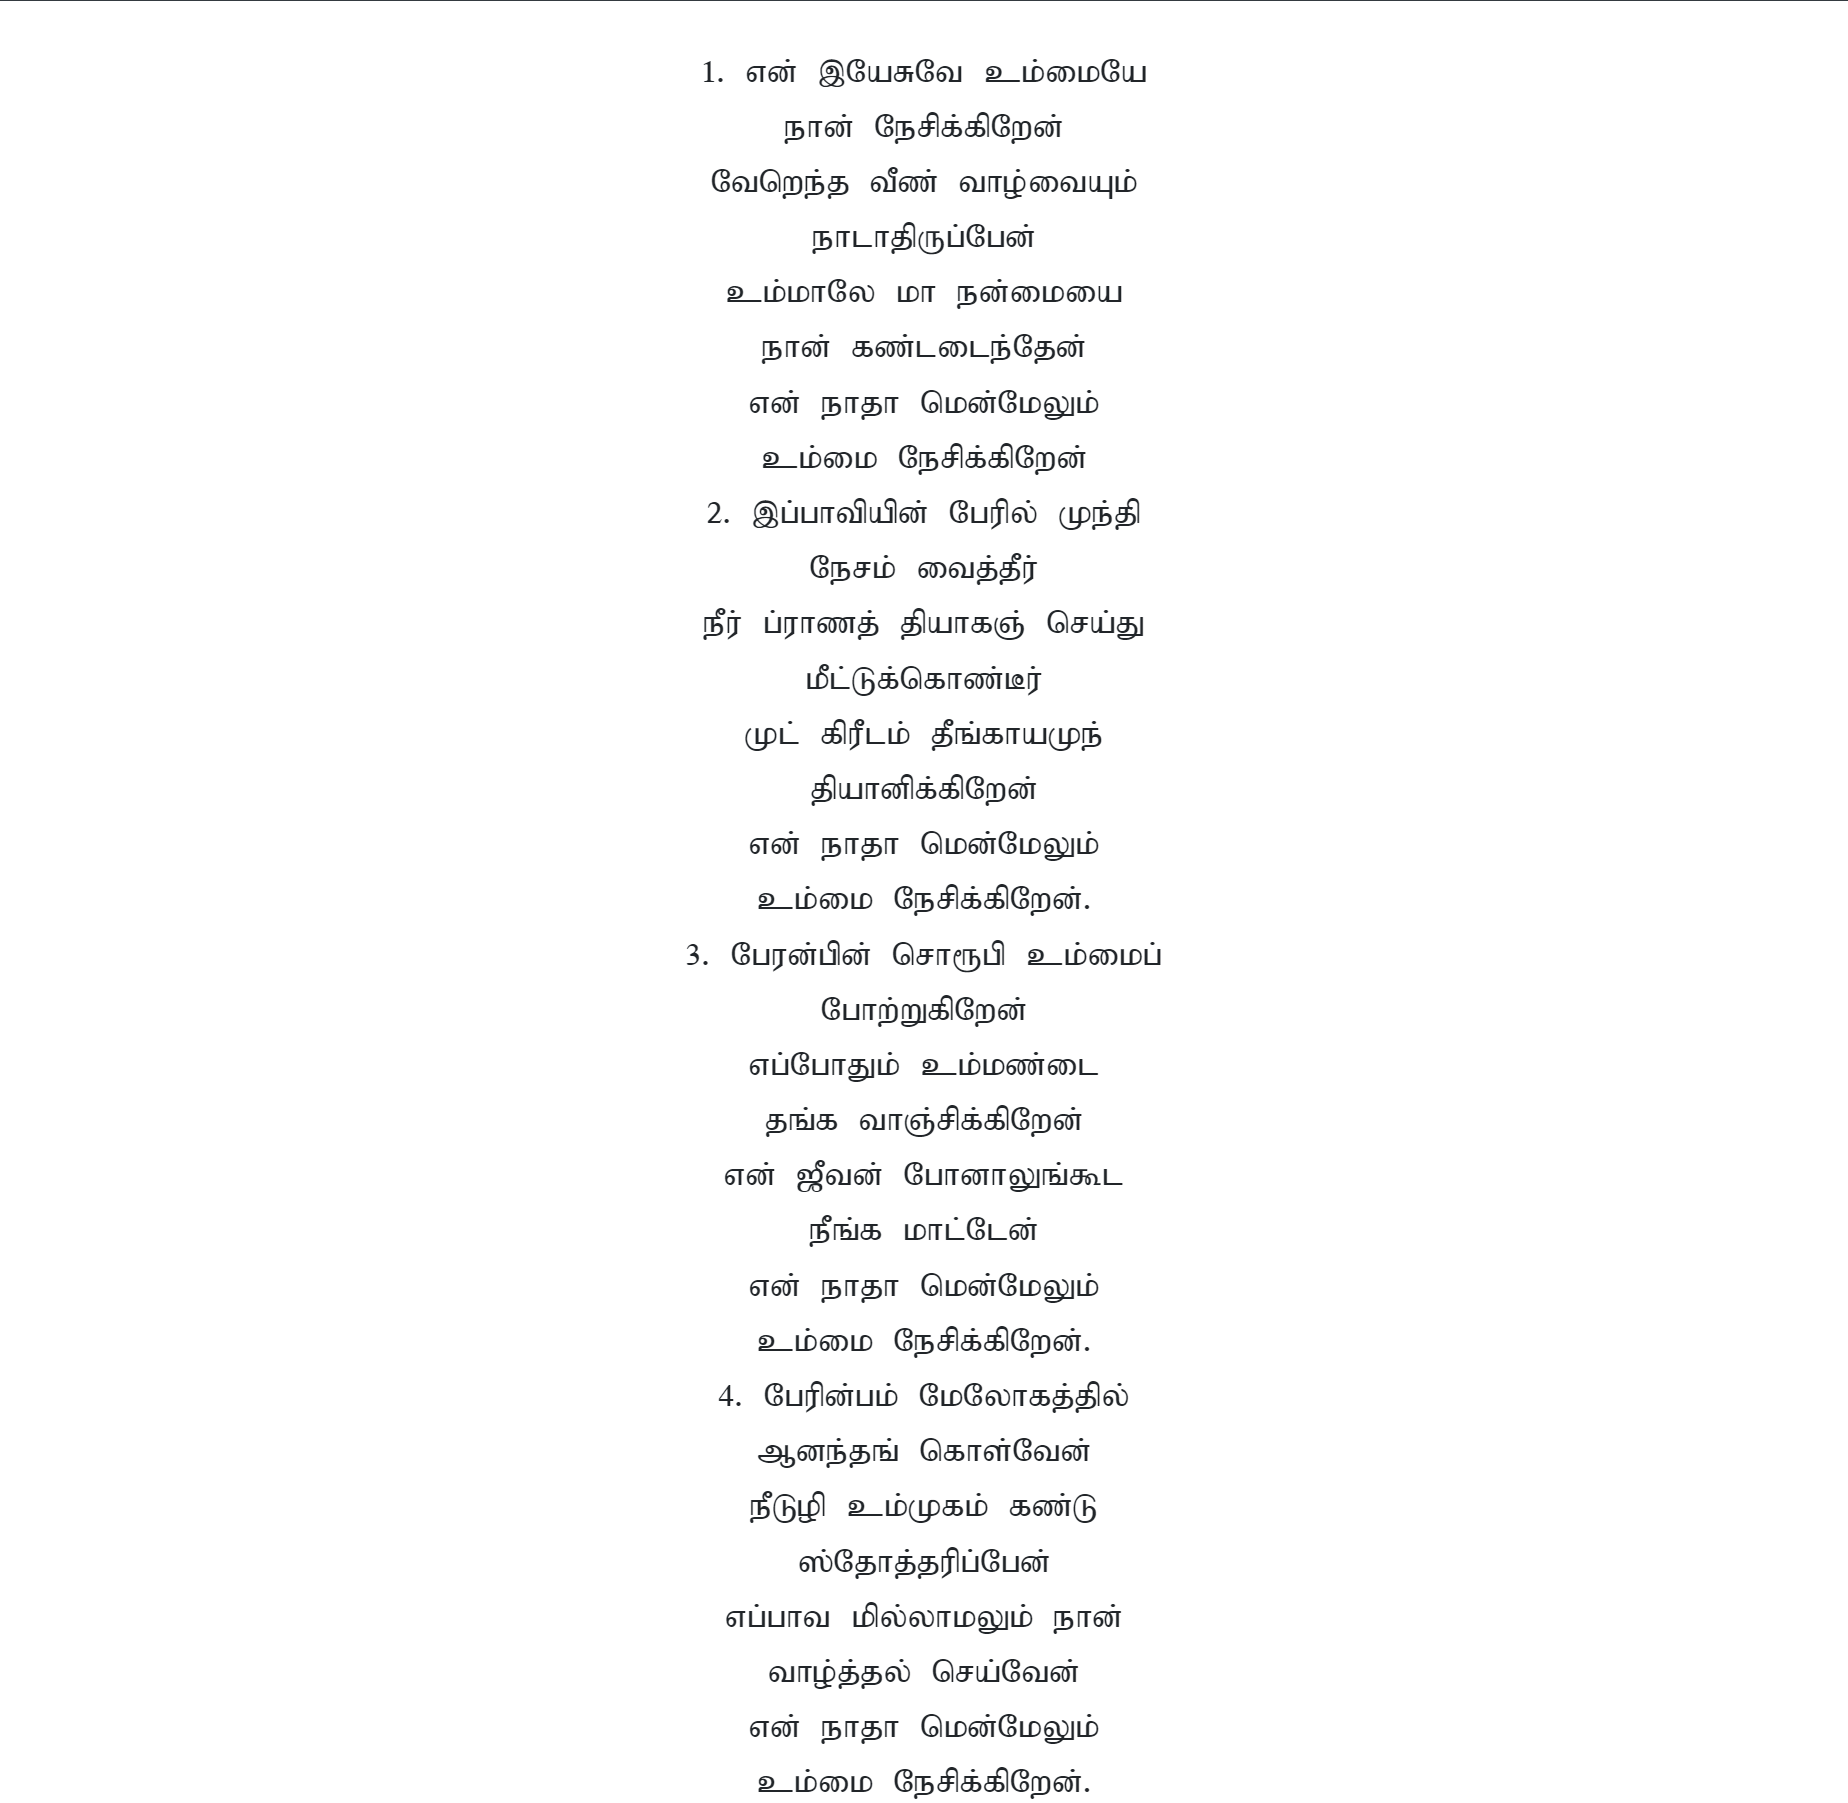 1. என் இயேசுவே உம்மையே
நான் நேசிக்கிறேன்
வேறெந்த வீண் வாழ்வையும்
நாடாதிருப்பேன்
உம்மாலே மா நன்மையை
நான் கண்டடைந்தேன்
என் நாதா மென்மேலும்
உம்மை நேசிக்கிறேன்
2. இப்பாவியின் பேரில் முந்தி
நேசம் வைத்தீர்
நீர் ப்ராணத் தியாகஞ் செய்து
மீட்டுக்கொண்டீர்
முட் கிரீடம் தீங்காயமுந்
தியானிக்கிறேன்
என் நாதா மென்மேலும்
உம்மை நேசிக்கிறேன்.
3. பேரன்பின் சொரூபி உம்மைப்
போற்றுகிறேன்
எப்போதும் உம்மண்டை
தங்க வாஞ்சிக்கிறேன்
என் ஜீவன் போனாலுங்கூட
நீங்க மாட்டேன்
என் நாதா மென்மேலும்
உம்மை நேசிக்கிறேன்.
4. பேரின்பம் மேலோகத்தில்
ஆனந்தங் கொள்வேன்
நீடுழி உம்முகம் கண்டு
ஸ்தோத்தரிப்பேன்
எப்பாவ மில்லாமலும் நான்
வாழ்த்தல் செய்வேன்
என் நாதா மென்மேலும்
உம்மை நேசிக்கிறேன்.